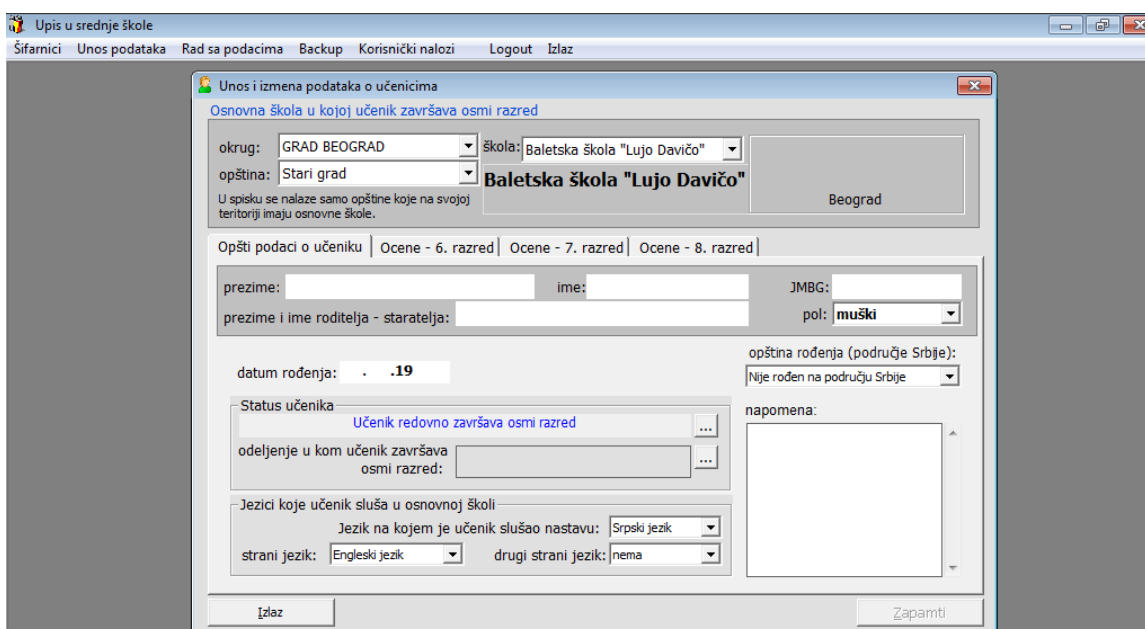 Upis u srednje škole
Šifarnici Unos podataka Rad sa podacima Backup Korisnički nalozi Logout Izlaz
Unos i izmena podataka o učenicima
Osnovna škola u kojoj učenik završava osmi razred
okrug: GRAD BEOGRAD škola: Baletska škola "Lujo Davičo"
opština: Stari grad Baletska škola "Lujo Davičo"
U spisku se nalaze samo opštine koje na svojoj
teritoriji imaju osnovne škole.
Beograd
Opšti podaci o učeniku Ocene - 6. razred Ocene - 7. razred Ocene - 8. razred
prezime: ime: JMBG:
prezime i ime roditelja - staratelja: pol: muški
opština rođenja (područje Srbije):
datum rođenja: . .19 Nije rođen na području Srbije
Status učenika
napomena:
Učenik redovno završava osmi razred ...
odeljenje u kom učenik završava
osmi razred: ...
Jezici koje učenik sluša u osnovnoj školi
Jezik na kojem je učenik slušao nastavu: Srpski jezik
strani jezik: Engleski jezik drugi strani jezik: nema
Izlaz Zapamti